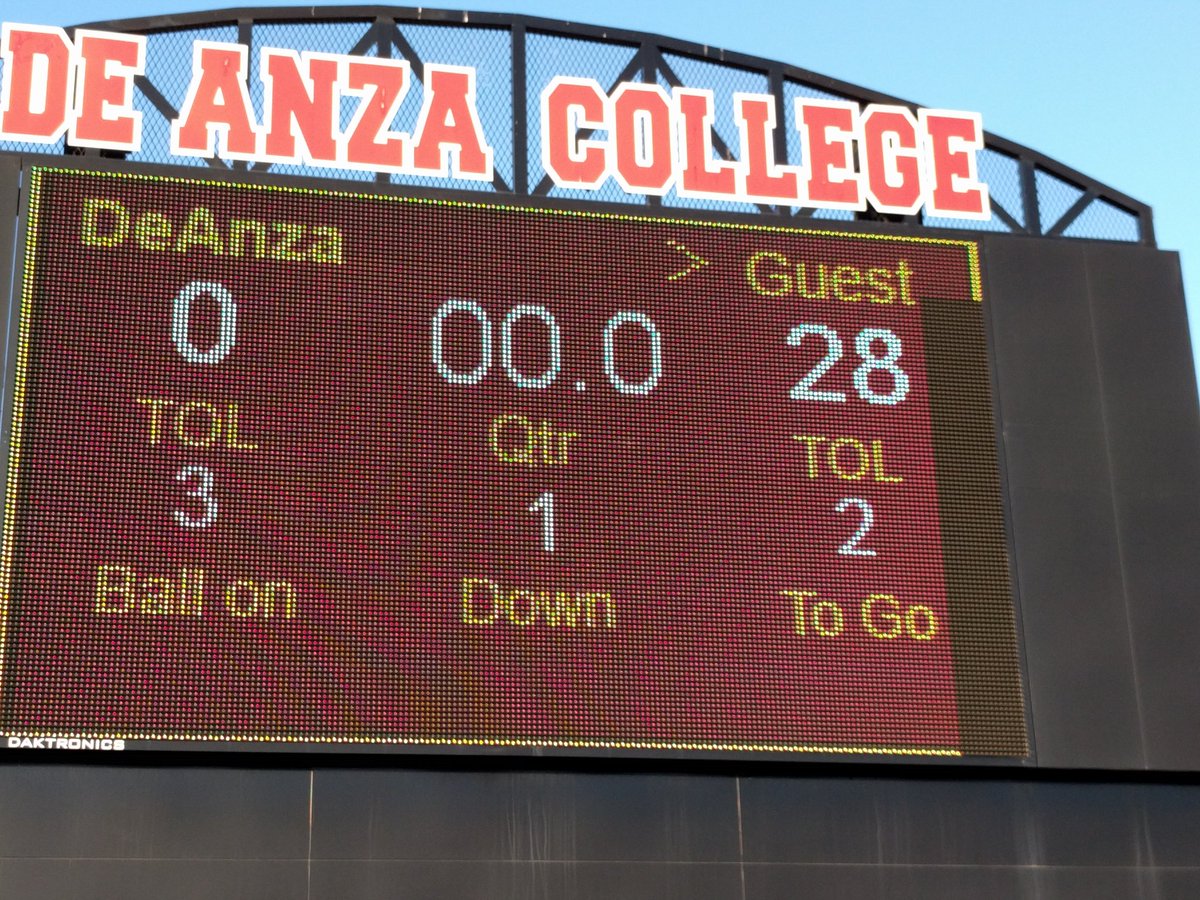 DE ANZA COLLEGE
DeAnza > Guest
0 00.0 28
TOL Qtr TOL
3 1 2
Ball on Down To Go
DAKTRONICS